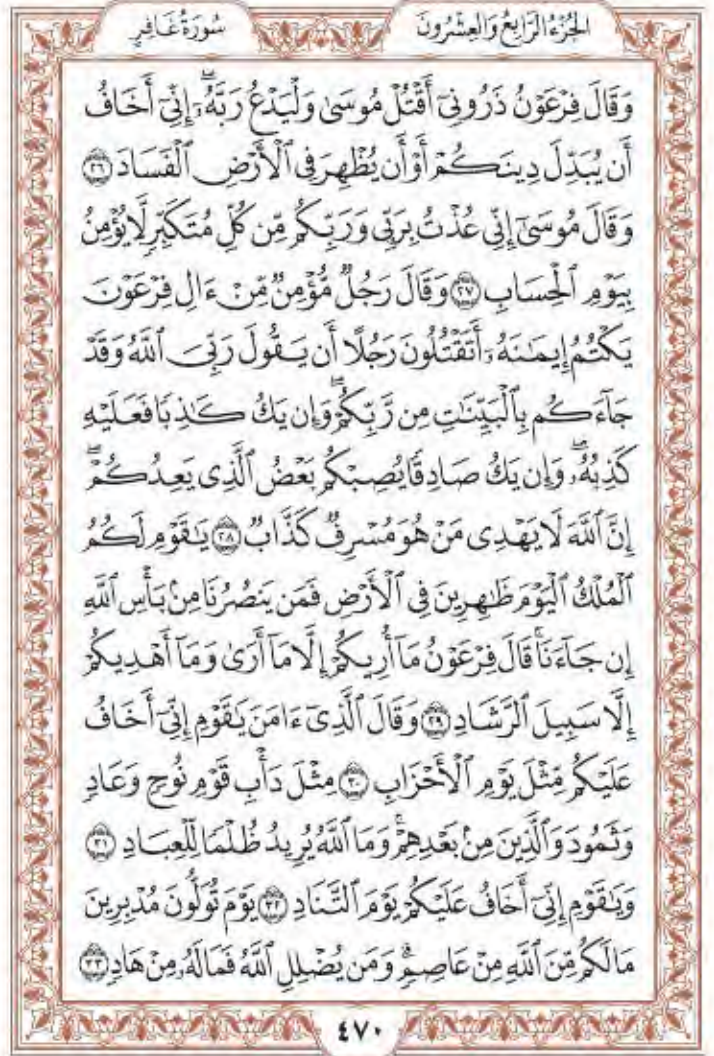 الجُزْءُ الرَّابِعُ وَالعِشْرُونَ سُورَةُ غَافِرٍ
وَقَالَ فِرْعَوْنُ ذَرُونِيٓ أَقْتُلْ مُوسَىٰ وَلْيَدْعُ رَبَّهُۥٓۖ إِنِّيٓ أَخَافُ
أَن يُبَدِّلَ دِينَكُمْ أَوْ أَن يُظْهِرَ فِي ٱلْأَرْضِ ٱلْفَسَادَ ۝٢٦
وَقَالَ مُوسَىٰٓ إِنِّي عُذْتُ بِرَبِّي وَرَبِّكُم مِّن كُلِّ مُتَكَبِّرٍ لَّا يُؤْمِنُ
بِيَوْمِ ٱلْحِسَابِ ۝٢٧ وَقَالَ رَجُلٌ مُّؤْمِنٌ مِّنْ ءَالِ فِرْعَوْنَ
يَكْتُمُ إِيمَـٰنَهُۥٓ أَتَقْتُلُونَ رَجُلًا أَن يَقُولَ رَبِّيَ ٱللَّهُ وَقَدْ
جَآءَكُم بِٱلْبَيِّنَـٰتِ مِن رَّبِّكُمْۖ وَإِن يَكُ كَـٰذِبًا فَعَلَيْهِ
كَذِبُهُۥۖ وَإِن يَكُ صَادِقًا يُصِبْكُم بَعْضُ ٱلَّذِي يَعِدُكُمْۖ
إِنَّ ٱللَّهَ لَا يَهْدِي مَنْ هُوَ مُسْرِفٌ كَذَّابٌ ۝٢٨ يَـٰقَوْمِ لَكُمُ
ٱلْمُلْكُ ٱلْيَوْمَ ظَـٰهِرِينَ فِي ٱلْأَرْضِ فَمَن يَنصُرُنَا مِنۢ بَأْسِ ٱللَّهِ
إِن جَآءَنَاۚ قَالَ فِرْعَوْنُ مَآ أُرِيكُمْ إِلَّا مَآ أَرَىٰ وَمَآ أَهْدِيكُمْ
إِلَّا سَبِيلَ ٱلرَّشَادِ ۝٢٩ وَقَالَ ٱلَّذِيٓ ءَامَنَ يَـٰقَوْمِ إِنِّيٓ أَخَافُ
عَلَيْكُم مِّثْلَ يَوْمِ ٱلْأَحْزَابِ ۝٣٠ مِثْلَ دَأْبِ قَوْمِ نُوحٍ وَعَادٍ
وَثَمُودَ وَٱلَّذِينَ مِنۢ بَعْدِهِمْۚ وَمَا ٱللَّهُ يُرِيدُ ظُلْمًا لِّلْعِبَادِ ۝٣١
وَيَـٰقَوْمِ إِنِّيٓ أَخَافُ عَلَيْكُمْ يَوْمَ ٱلتَّنَادِ ۝٣٢ يَوْمَ تُوَلُّونَ مُدْبِرِينَ
مَا لَكُم مِّنَ ٱللَّهِ مِنْ عَاصِمٍۗ وَمَن يُضْلِلِ ٱللَّهُ فَمَا لَهُۥ مِنْ هَادٍ ۝٣٣
٤٧٠